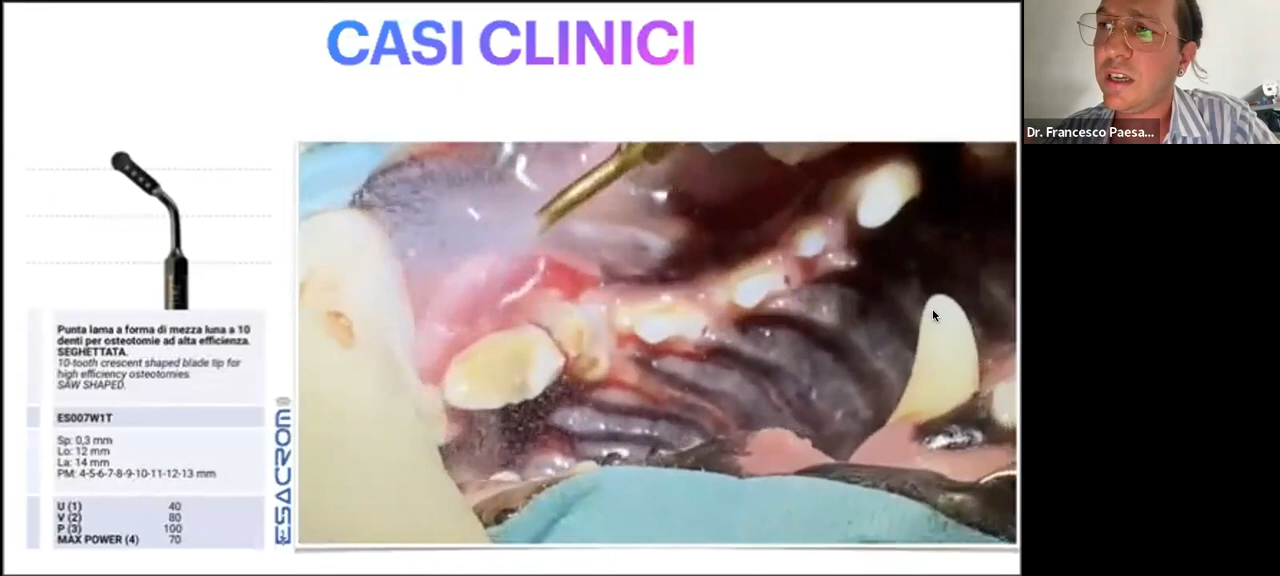 CASI CLINICI
Dr. Francesco Paesa...
Punta lama a forma di mezza luna a 10
denti per osteotomie ad alta efficienza.
SEGHETTATA.
10-tooth crescent shaped blade tip for
high efficiency osteotomies.
SAW SHAPED.
ES007W1T
Sp: 0,3 mm
Lo: 12 mm
La: 14 mm
PM: 4-5-6-7-8-9-10-11-12-13 mm
U (1) 40
V (2) 80
P (3) 100
MAX POWER (4) 70
ESACROM